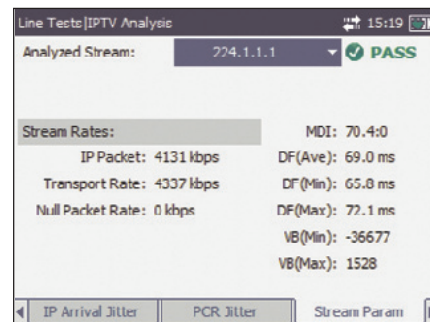 Line Tests|IPTV Analysis 15:19
Analyzed Stream: 224.1.1.1 PASS
Stream Rates: MDI: 70.4:0
IP Packet: 4131 kbps DF(Ave): 69.0 ms
Transport Rate: 4337 kbps DF(Min): 65.8 ms
Null Packet Rate: 0 kbps DF(Max): 72.1 ms
VB(Min): -36677
VB(Max): 1528
IP Arrival Jitter PCR Jitter Stream Param